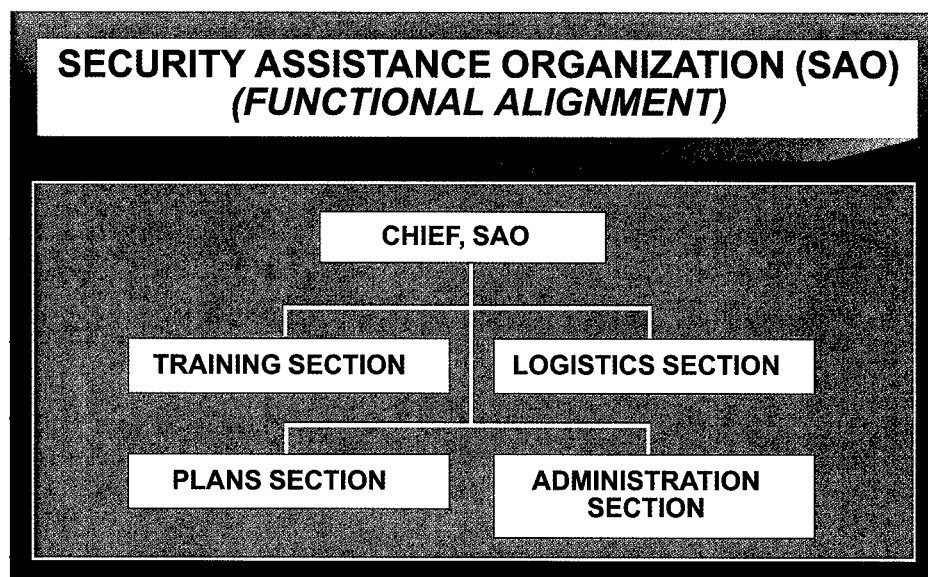 SECURITY ASSISTANCE ORGANIZATION (SAO)
(FUNCTIONAL ALIGNMENT)
CHIEF, SAO
TRAINING SECTION
LOGISTICS SECTION
PLANS SECTION
ADMINISTRATION
SECTION